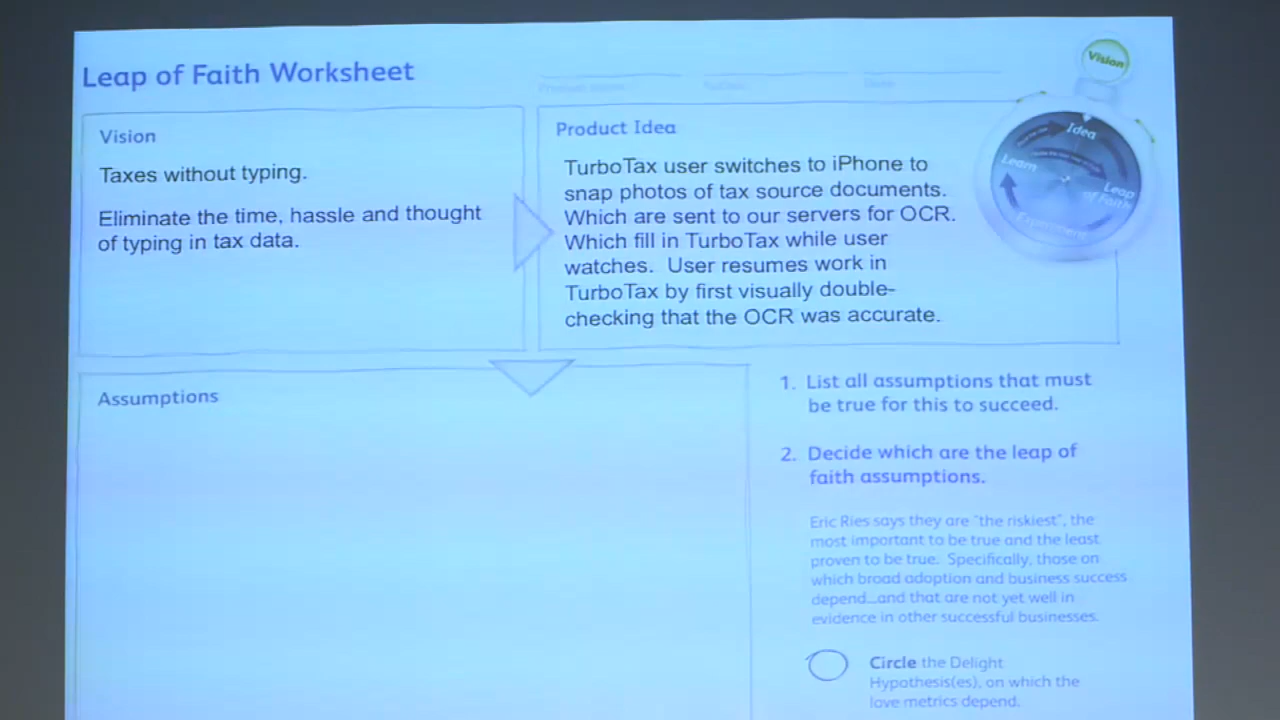 Leap of Faith Worksheet
Vision
Vision
Taxes without typing.
Eliminate the time, hassle and thought
of typing in tax data.
Product Idea
TurboTax user switches to iPhone to
snap photos of tax source documents.
Which are sent to our servers for OCR.
Which fill in TurboTax while user
watches. User resumes work in
TurboTax by first visually double-
checking that the OCR was accurate.
Idea
Learn
Leap
of Faith
Experiment
Assumptions
1. List all assumptions that must
be true for this to succeed.
2. Decide which are the leap of
faith assumptions.
Eric Ries says they are "the riskiest", the
most important to be true and the least
proven to be true. Specifically, those on
which broad adoption and business success
depend...and that are not yet well in
evidence in other successful businesses.
Circle the Delight
Hypothesis(es), on which the
love metrics depend.